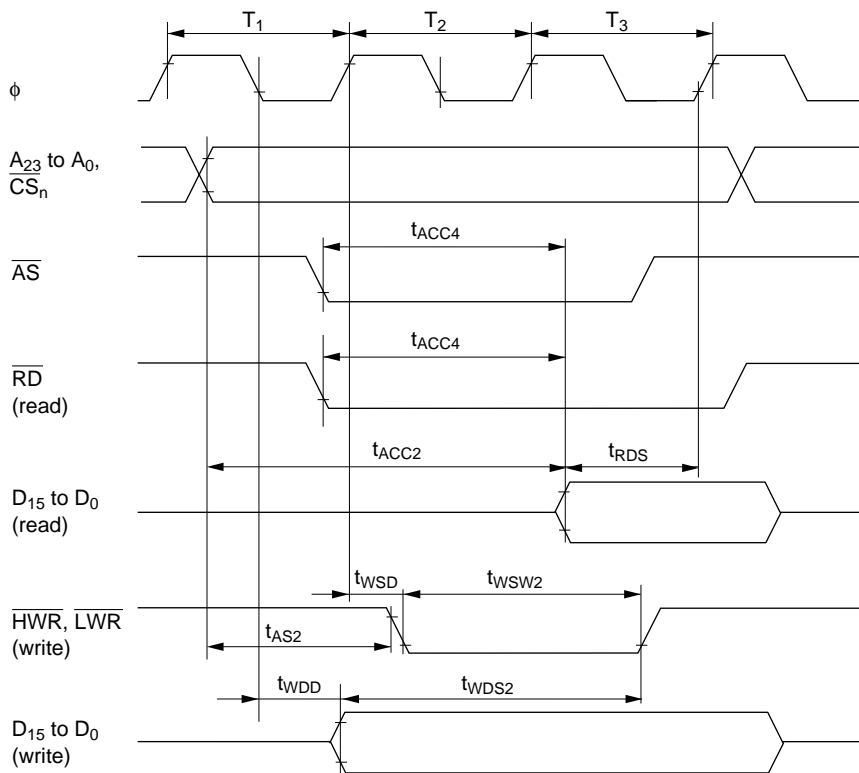 T1 T2 T3
ϕ
A23 to A0,
CSn
tACC4
AS
tACC4
RD
(read)
tACC2 tRDS
D15 to D0
(read)
tWSD tWSW2
HWR, LWR
(write)
tAS2
tWDD tWDS2
D15 to D0
(write)